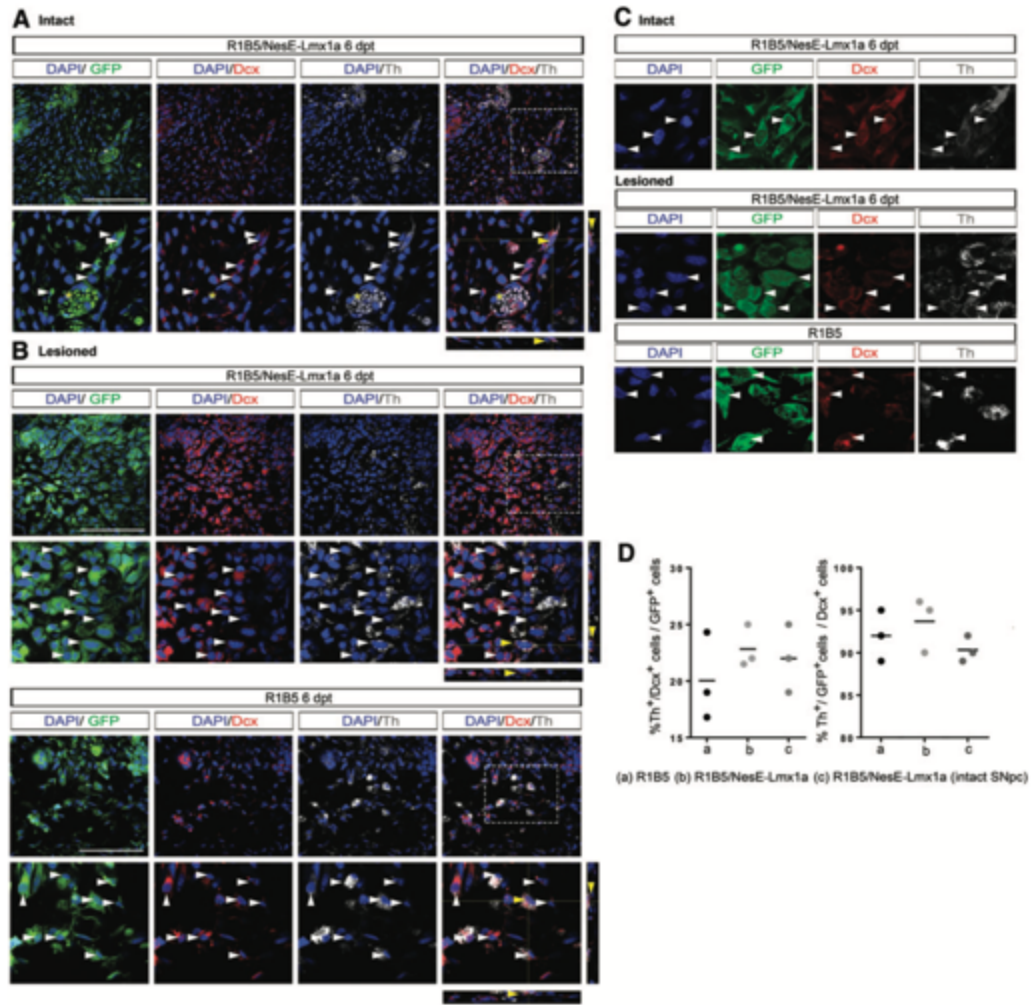 A Intact
R1B5/NesE-Lmx1a 6 dpt
DAPI/ GFP DAPI/Dcx DAPI/Th DAPI/Dcx/Th
B Lesioned
R1B5/NesE-Lmx1a 6 dpt
DAPI/ GFP DAPI/Dcx DAPI/Th DAPI/Dcx/Th
R1B5 6 dpt
DAPI/ GFP DAPI/Dcx DAPI/Th DAPI/Dcx/Th
C Intact
R1B5/NesE-Lmx1a 6 dpt
DAPI GFP Dcx Th
Lesioned
R1B5/NesE-Lmx1a 6 dpt
DAPI GFP Dcx Th
R1B5
DAPI GFP Dcx Th
D
%Th⁺/Dcx⁺ cells / GFP⁺ cells
30
25
20
15
a b c
% Th⁺/ GFP⁺cells / Dcx⁺ cells
100
95
90
85
80
a b c
(a) R1B5 (b) R1B5/NesE-Lmx1a (c) R1B5/NesE-Lmx1a (intact SNpc)